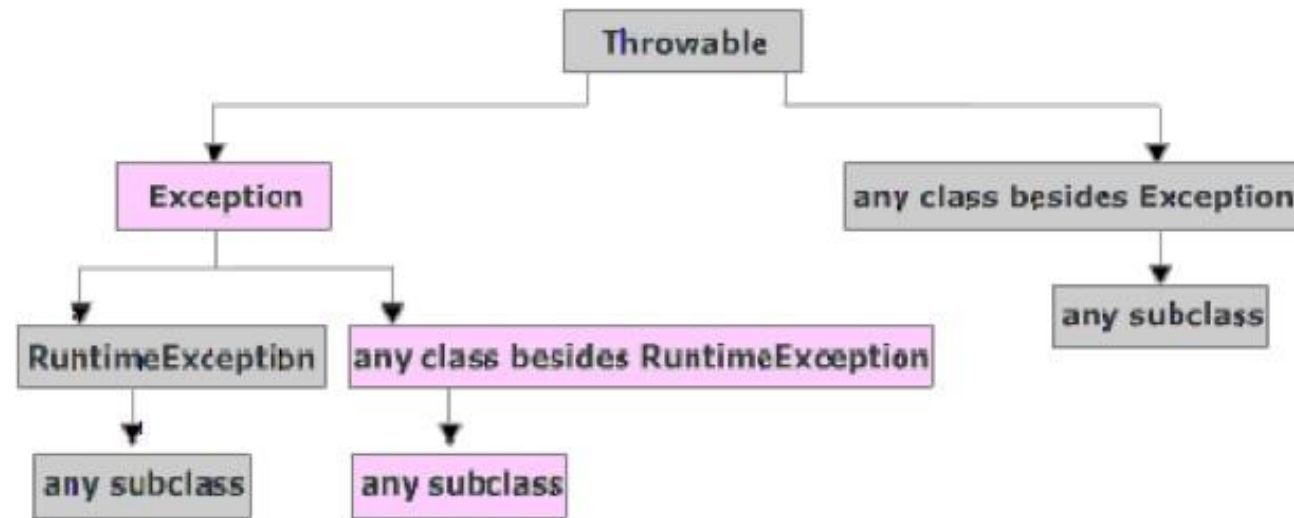 Throwable
Exception
any class besides Exception
any subclass
RuntimeException
any class besides RuntimeException
any subclass
any subclass